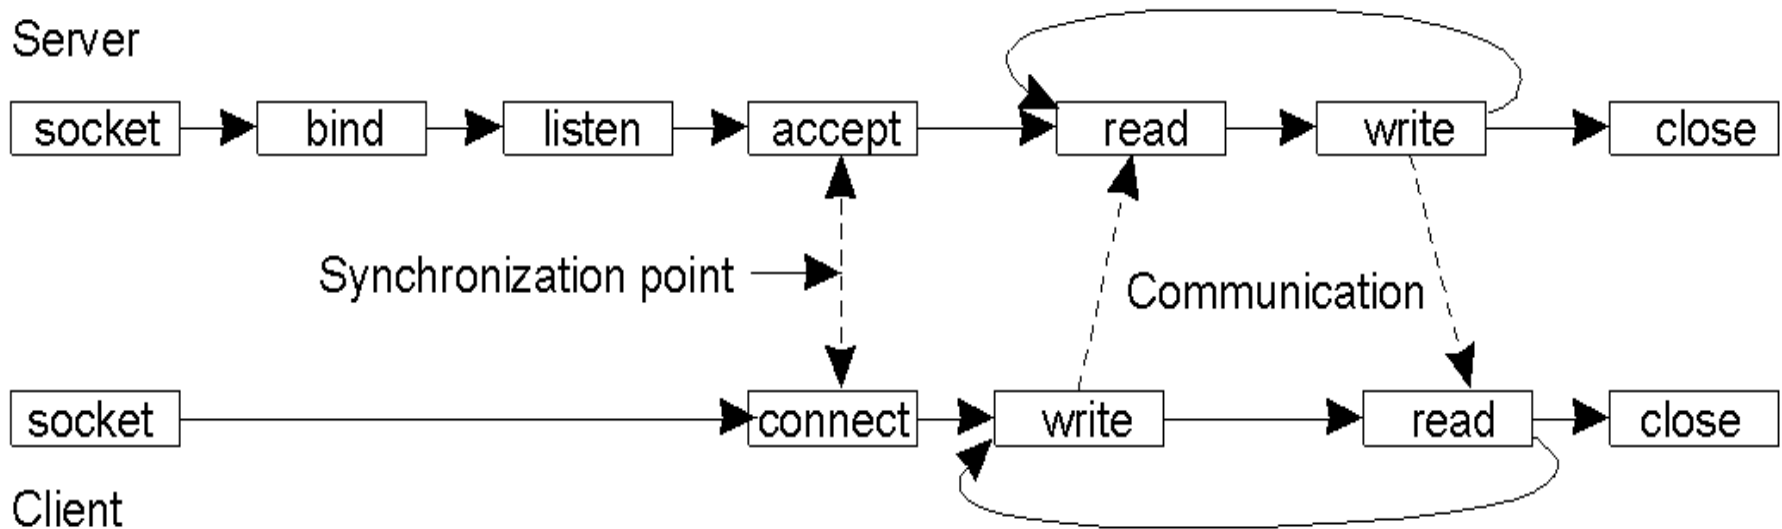 Server
socket bind listen accept read write close
Synchronization point
Communication
socket connect write read close
Client